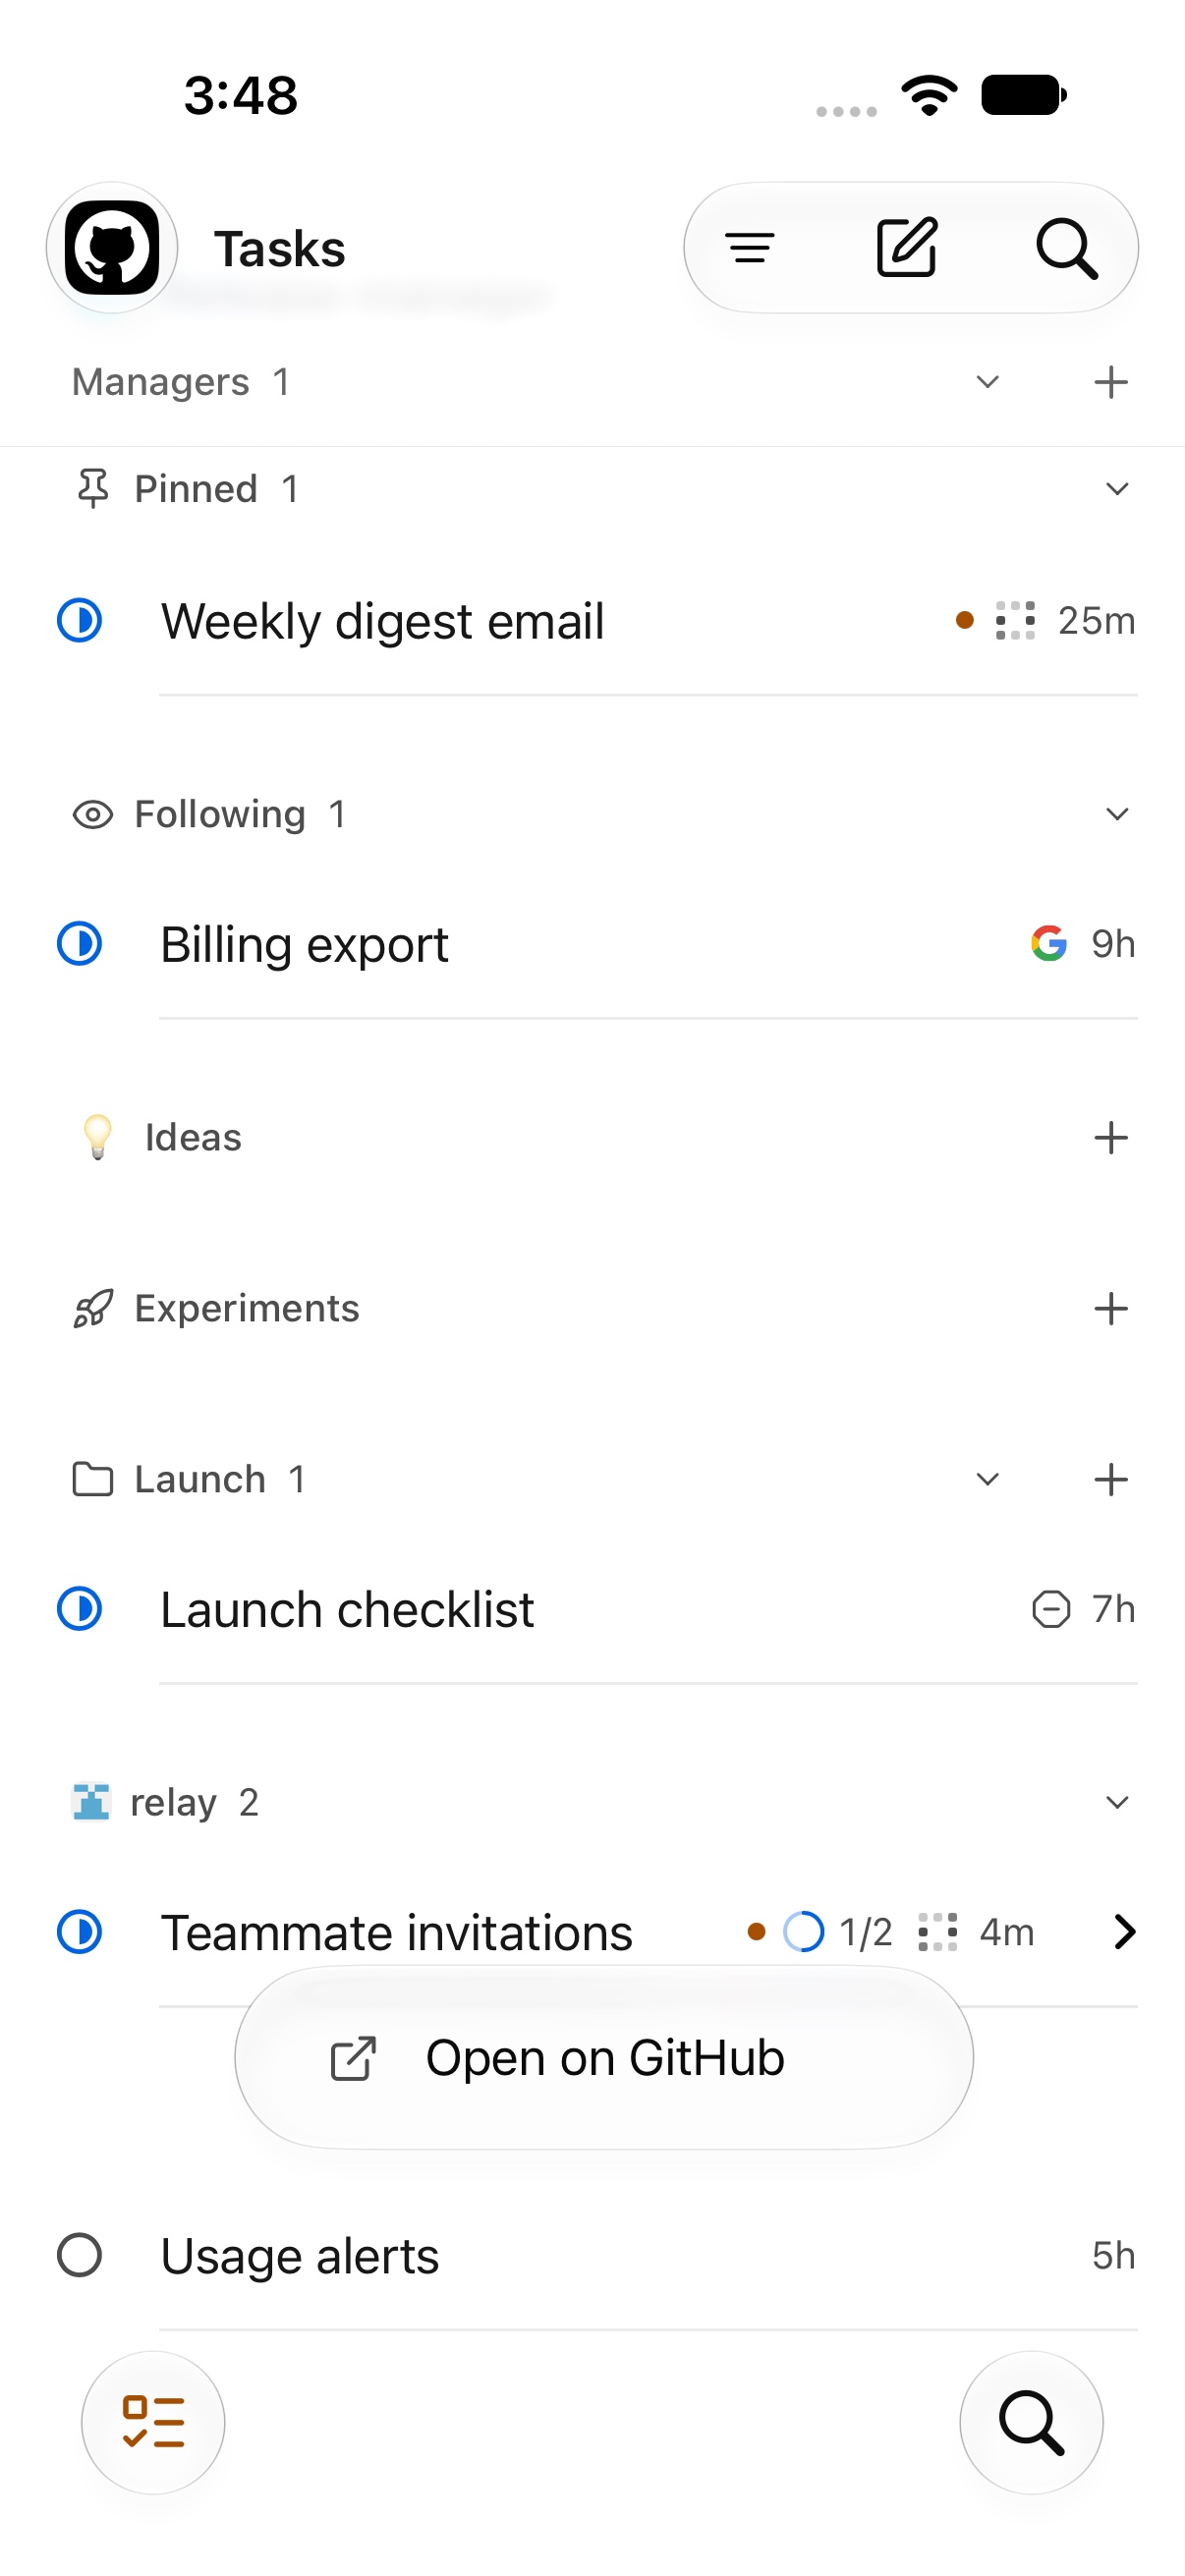 3:48
Tasks
Managers 1
Pinned 1
Weekly digest email 25m
Following 1
Billing export 9h
Ideas
Experiments
Launch 1
Launch checklist 7h
relay 2
Teammate invitations 1/2 4m
Open on GitHub
Usage alerts 5h